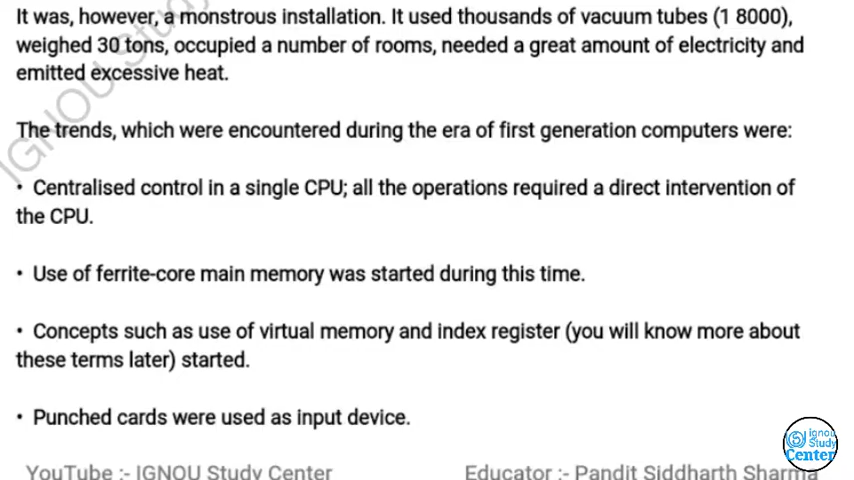 It was, however, a monstrous installation. It used thousands of vacuum tubes (1 8000),
weighed 30 tons, occupied a number of rooms, needed a great amount of electricity and
emitted excessive heat.
The trends, which were encountered during the era of first generation computers were:
• Centralised control in a single CPU; all the operations required a direct intervention of
the CPU.
• Use of ferrite-core main memory was started during this time.
• Concepts such as use of virtual memory and index register (you will know more about
these terms later) started.
• Punched cards were used as input device.
IGNOU Study
ignou
Study
Center
YouTube :- IGNOU Study Center Educator :- Pandit Siddharth Sharma